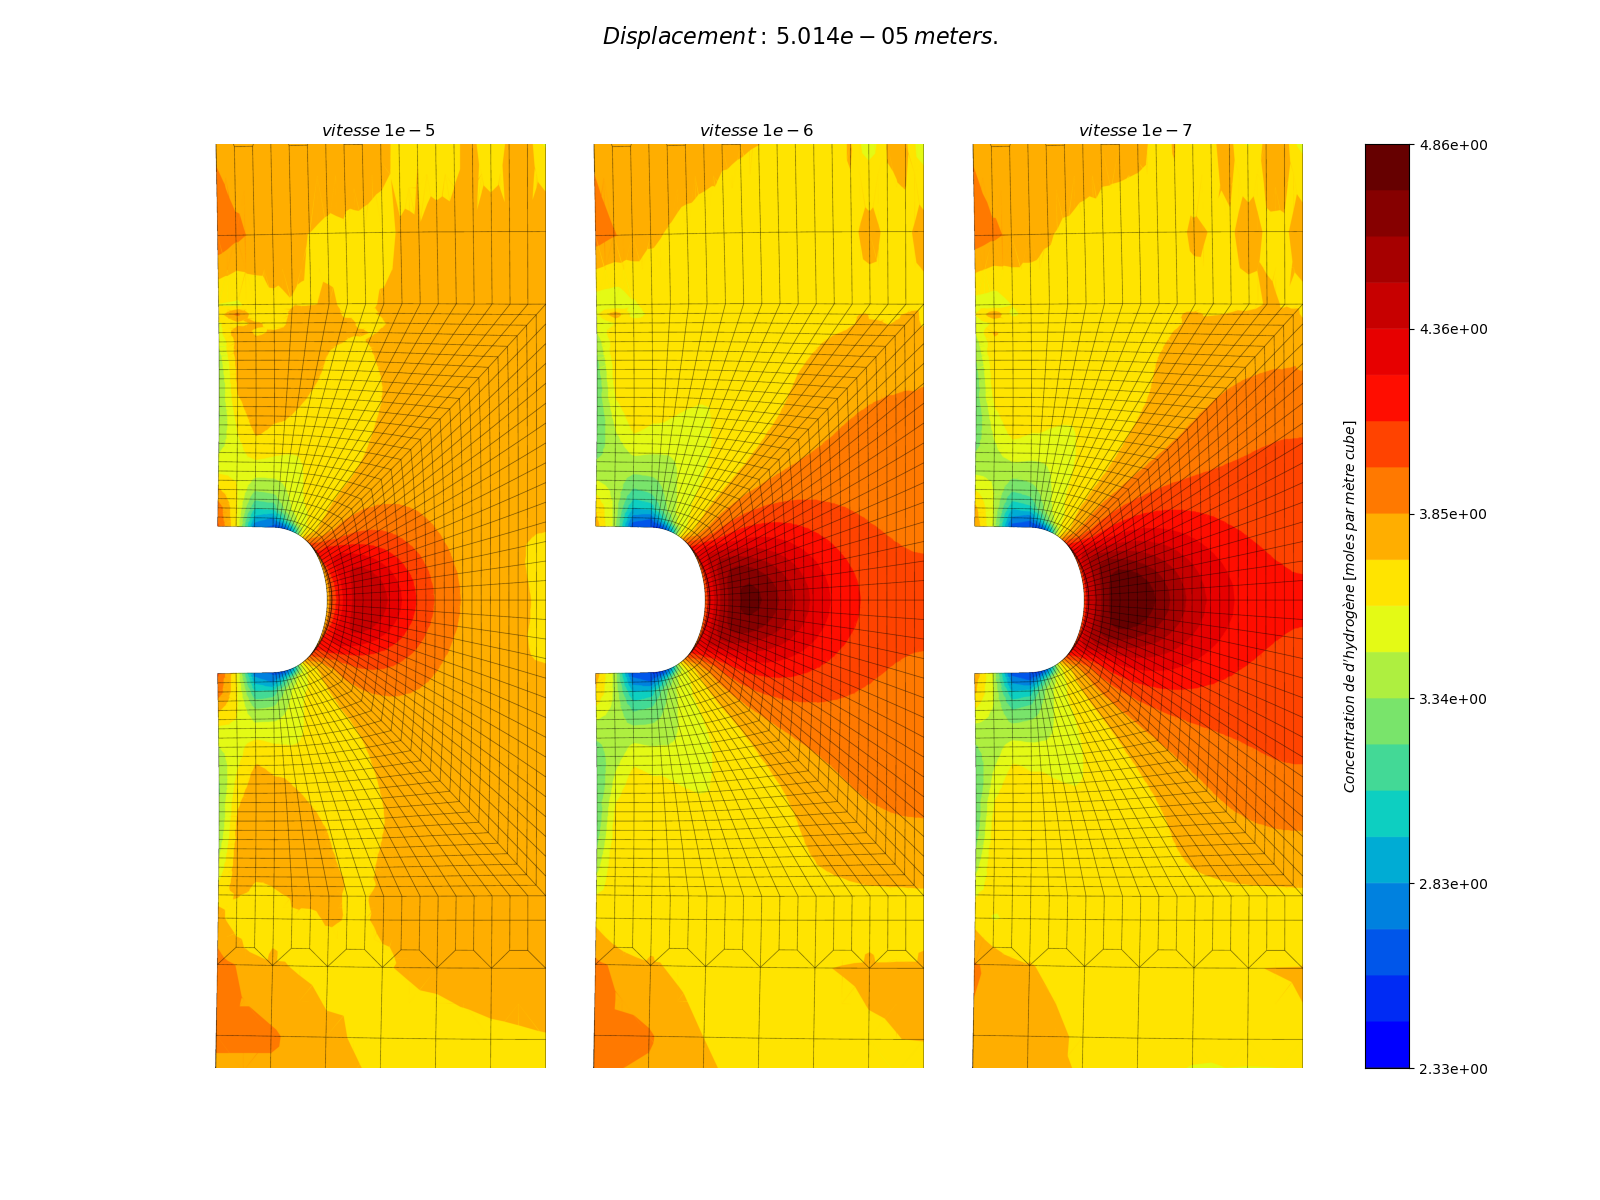 Displacement : 5.014e − 05 meters.
vitesse 1e − 5
vitesse 1e − 6
vitesse 1e − 7
4.86e+00
4.36e+00
3.85e+00
3.34e+00
2.83e+00
2.33e+00
Concentration de d'hydrogène [moles par mètre cube]